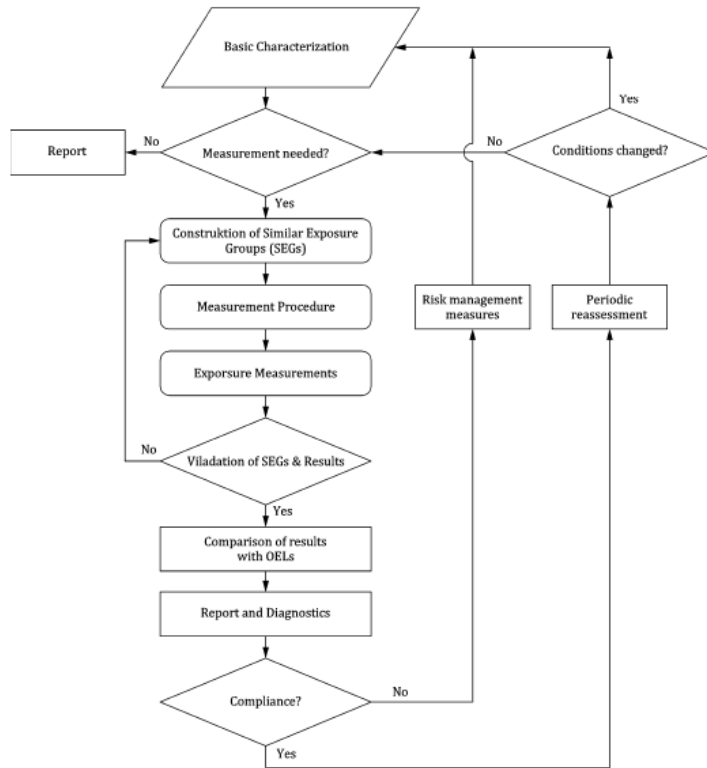 Basic Characterization
Yes
No
No
Report
Measurement needed?
Conditions changed?
Yes
Construktion of Similar Exposure
Groups (SEGs)
Measurement Procedure
Risk management
measures
Periodic
reassessment
Exporsure Measurements
No
Viladation of SEGs & Results
Yes
Comparison of results
with OELs
Report and Diagnostics
Compliance?
No
Yes